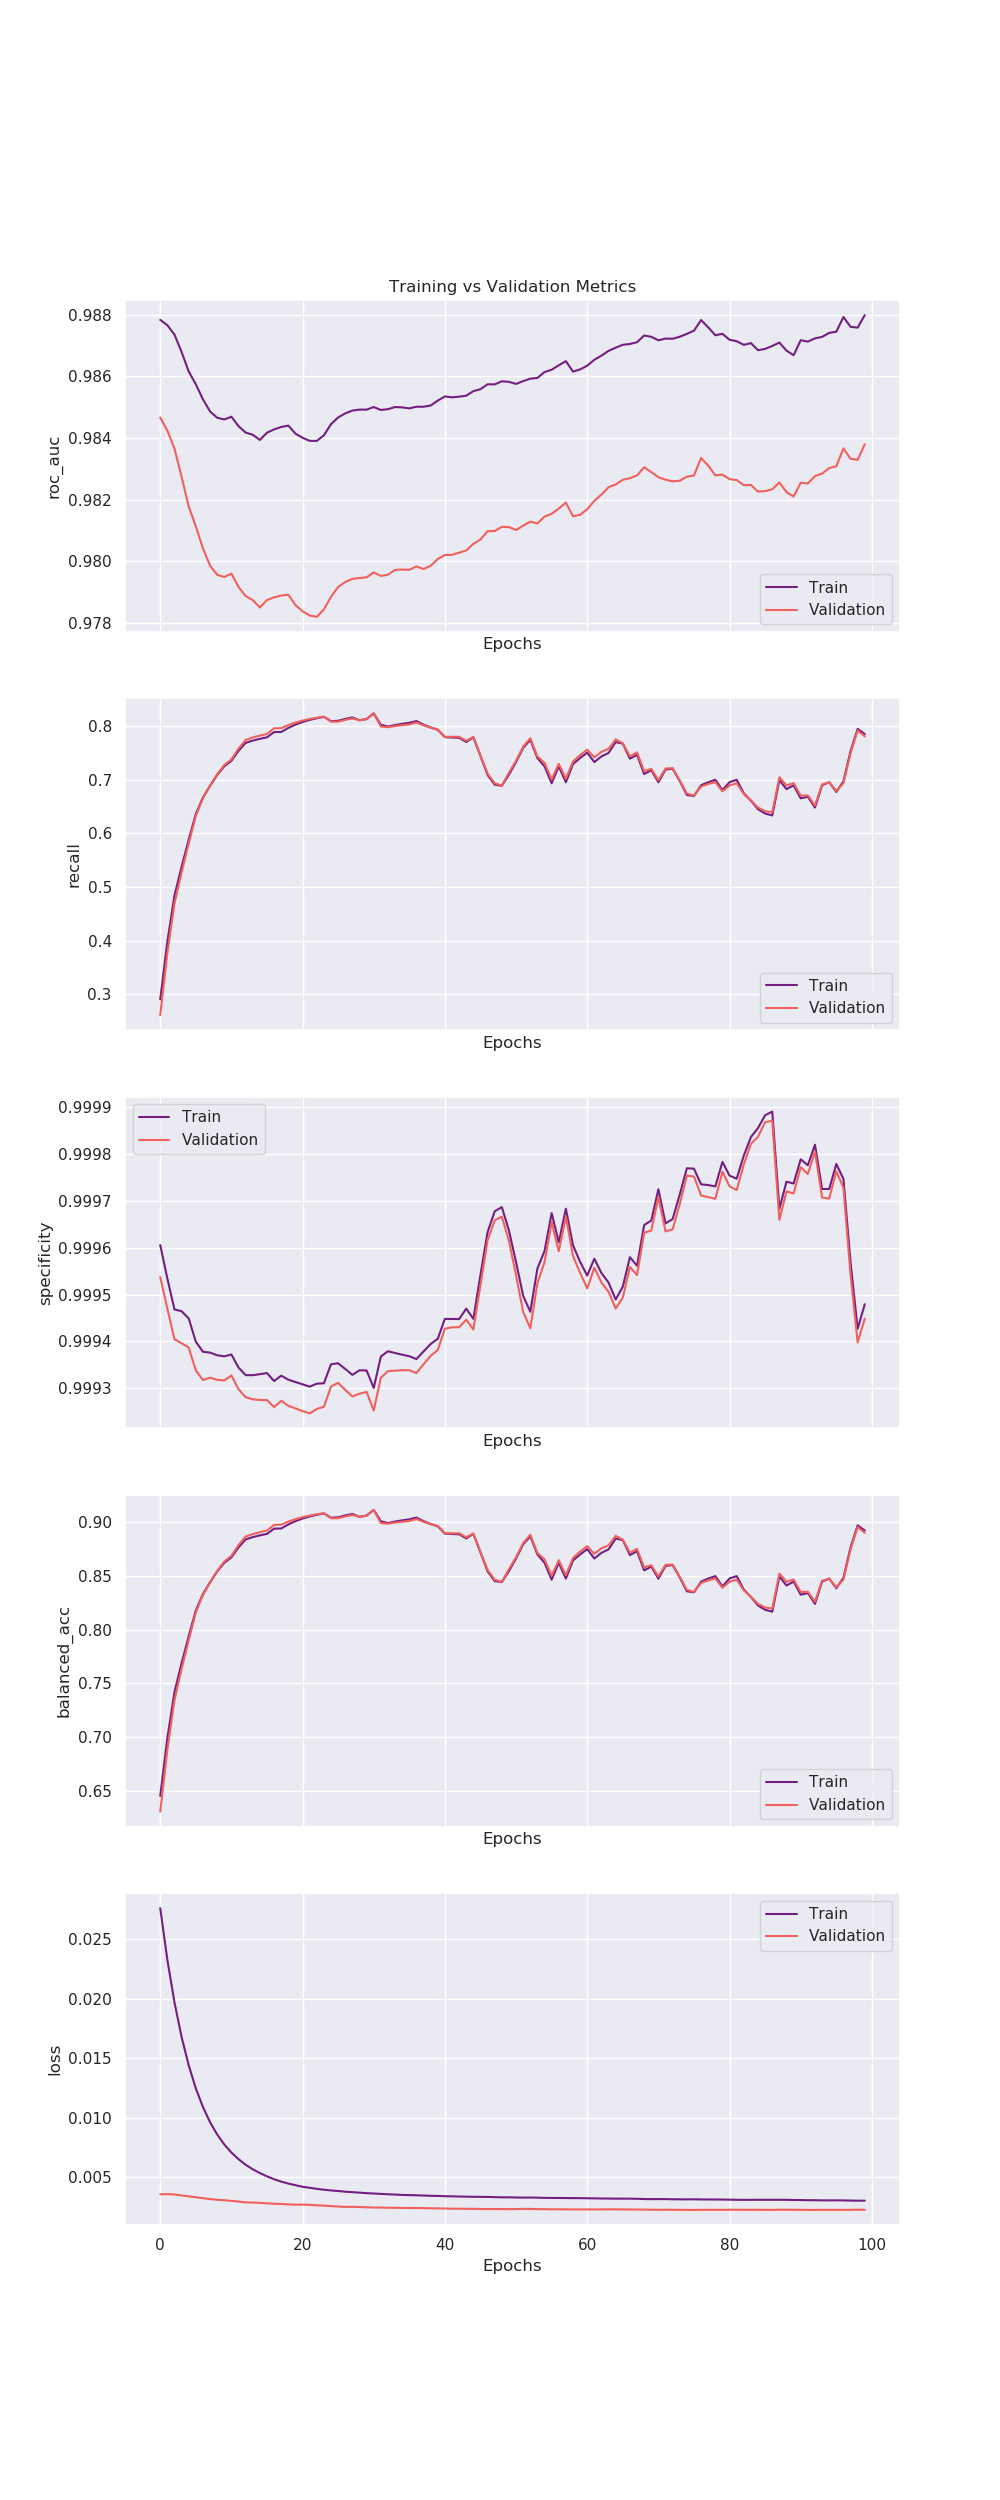 Training vs Validation Metrics
0.988
0.986
0.984
0.982
0.980
0.978
roc_auc
Train
Validation
Epochs
0.8
0.7
0.6
0.5
0.4
0.3
recall
Train
Validation
Epochs
0.9999
0.9998
0.9997
0.9996
0.9995
0.9994
0.9993
specificity
Train
Validation
Epochs
0.90
0.85
0.80
0.75
0.70
0.65
balanced_acc
Train
Validation
Epochs
0.025
0.020
0.015
0.010
0.005
loss
Train
Validation
0 20 40 60 80 100
Epochs